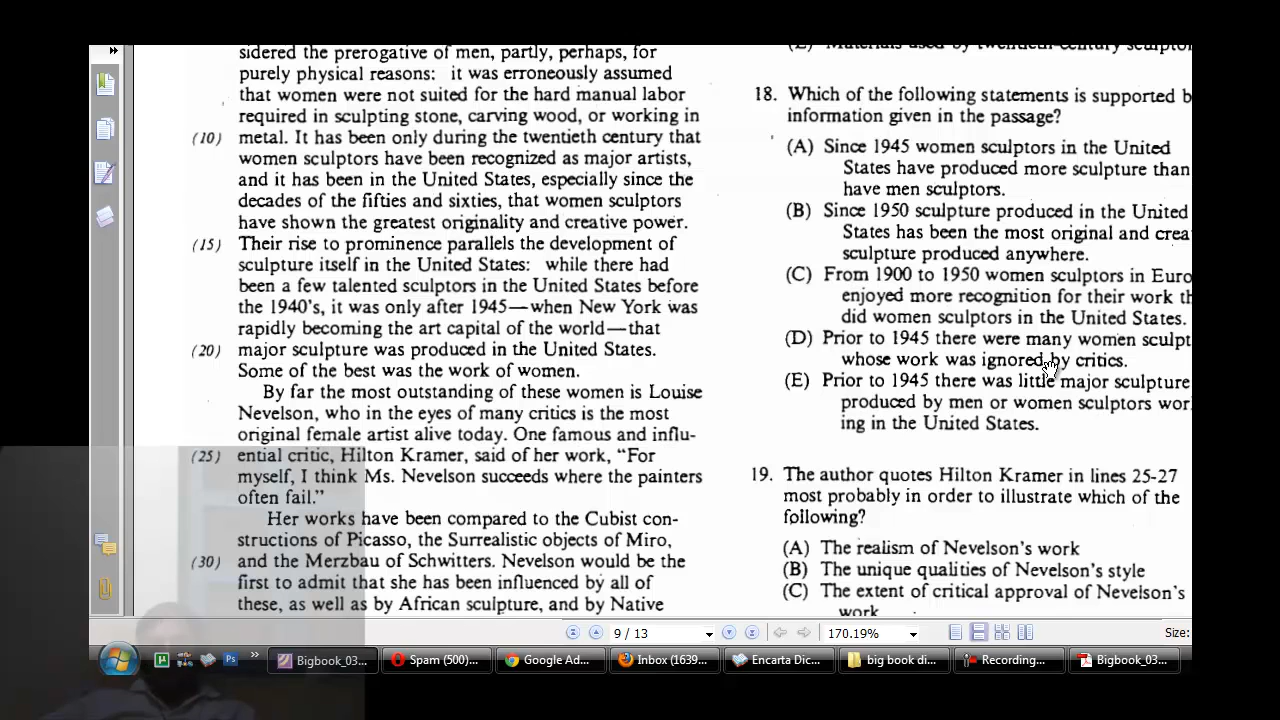 sidered the prerogative of men, partly, perhaps, for
purely physical reasons: it was erroneously assumed
that women were not suited for the hard manual labor
required in sculpting stone, carving wood, or working in
(10) metal. It has been only during the twentieth century that
women sculptors have been recognized as major artists,
and it has been in the United States, especially since the
decades of the fifties and sixties, that women sculptors
have shown the greatest originality and creative power.
(15) Their rise to prominence parallels the development of
sculpture itself in the United States: while there had
been a few talented sculptors in the United States before
the 1940's, it was only after 1945—when New York was
rapidly becoming the art capital of the world—that
(20) major sculpture was produced in the United States.
Some of the best was the work of women.
By far the most outstanding of these women is Louise
Nevelson, who in the eyes of many critics is the most
original female artist alive today. One famous and influ-
(25) ential critic, Hilton Kramer, said of her work, "For
myself, I think Ms. Nevelson succeeds where the painters
often fail."
Her works have been compared to the Cubist con-
structions of Picasso, the Surrealistic objects of Miro,
(30) and the Merzbau of Schwitters. Nevelson would be the
first to admit that she has been influenced by all of
these, as well as by African sculpture, and by Native
(E) Materials used by twentieth-century sculptor
18. Which of the following statements is supported b
information given in the passage?
(A) Since 1945 women sculptors in the United
States have produced more sculpture than
have men sculptors.
(B) Since 1950 sculpture produced in the United
States has been the most original and crea
sculpture produced anywhere.
(C) From 1900 to 1950 women sculptors in Euro
enjoyed more recognition for their work th
did women sculptors in the United States.
(D) Prior to 1945 there were many women sculpt
whose work was ignored by critics.
(E) Prior to 1945 there was little major sculpture
produced by men or women sculptors wor
ing in the United States.
19. The author quotes Hilton Kramer in lines 25-27
most probably in order to illustrate which of the
following?
(A) The realism of Nevelson's work
(B) The unique qualities of Nevelson's style
(C) The extent of critical approval of Nevelson's
work
9 / 13 170.19% Size:
Bigbook_03... Spam (500)... Google Ad... Inbox (1639... Encarta Dic... big book di... Recording... Bigbook_03...